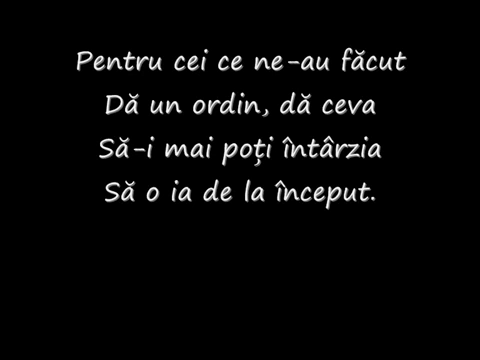 Pentru cei ce ne-au făcut
Dă un ordin, dă ceva
Să-i mai poți întârzia
Să o ia de la început.